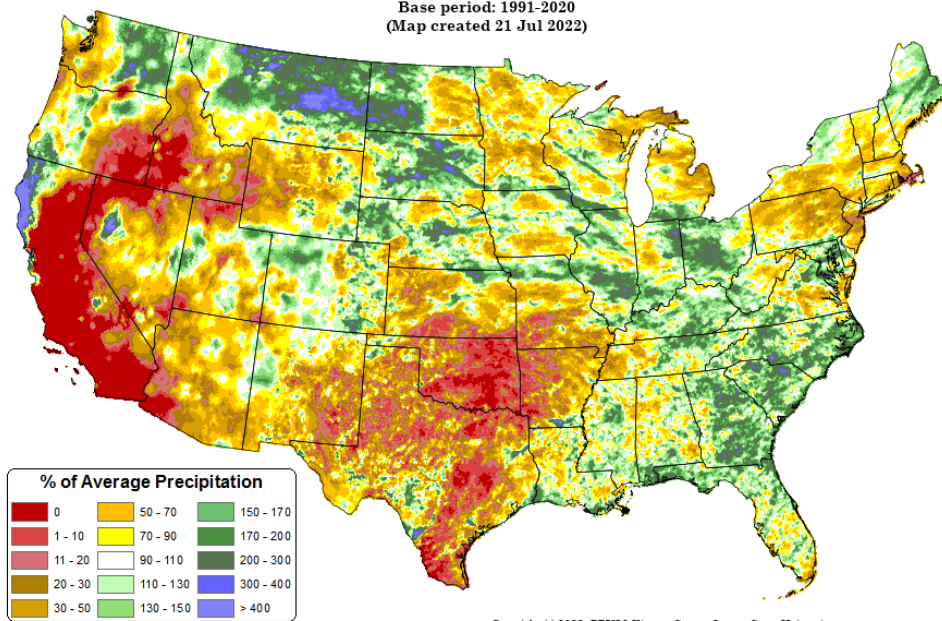 Base period: 1991-2020
(Map created 21 Jul 2022)
% of Average Precipitation
0
50 - 70
150 - 170
1 - 10
70 - 90
170 - 200
11 - 20
90 - 110
200 - 300
20 - 30
110 - 130
300 - 400
30 - 50
130 - 150
> 400